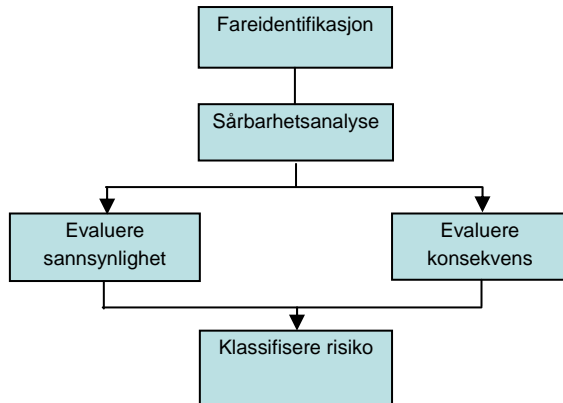 Fareidentifikasjon
Sårbarhetsanalyse
Evaluere
sannsynlighet
Evaluere
konsekvens
Klassifisere risiko